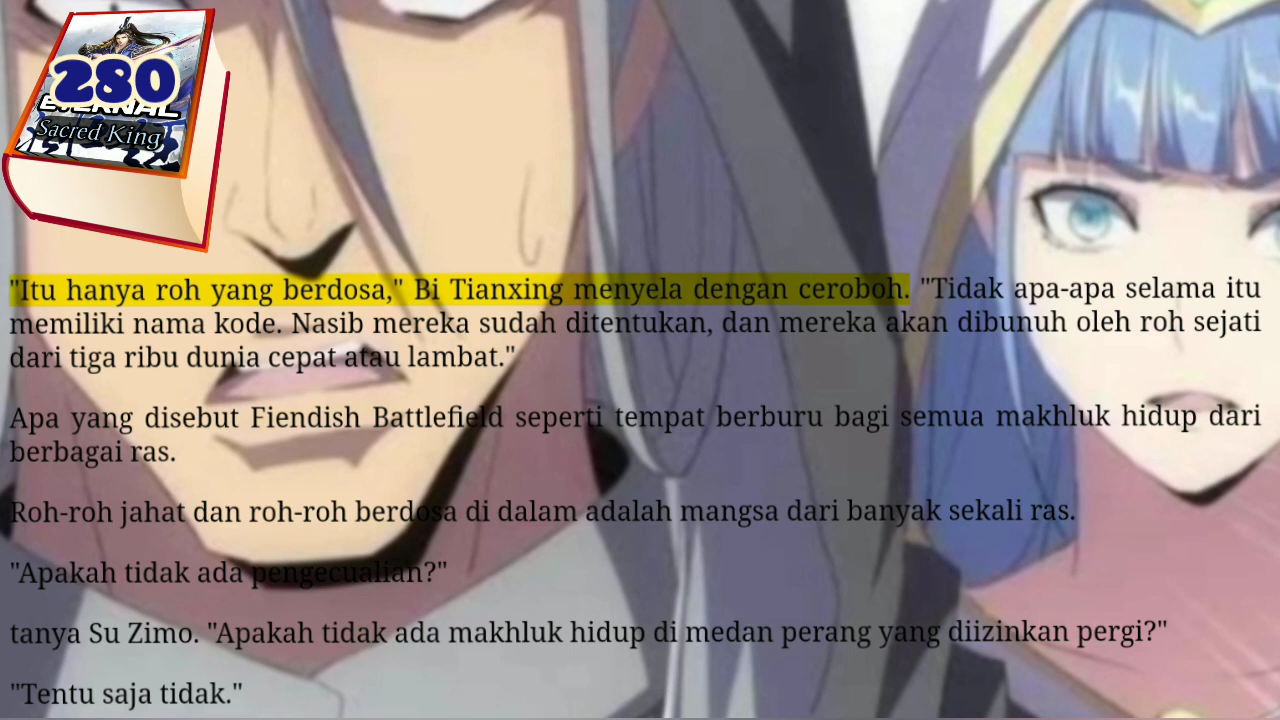 280
ETERNAL
Sacred King
"Itu hanya roh yang berdosa," Bi Tianxing menyela dengan ceroboh. "Tidak apa-apa selama itu
memiliki nama kode. Nasib mereka sudah ditentukan, dan mereka akan dibunuh oleh roh sejati
dari tiga ribu dunia cepat atau lambat."
Apa yang disebut Fiendish Battlefield seperti tempat berburu bagi semua makhluk hidup dari
berbagai ras.
Roh-roh jahat dan roh-roh berdosa di dalam adalah mangsa dari banyak sekali ras.
"Apakah tidak ada pengecualian?"
tanya Su Zimo. "Apakah tidak ada makhluk hidup di medan perang yang diizinkan pergi?"
"Tentu saja tidak."